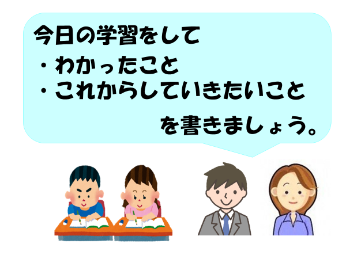 今日の学習をして
・わかったこと
・これからしていきたいこと
を書きましょう。